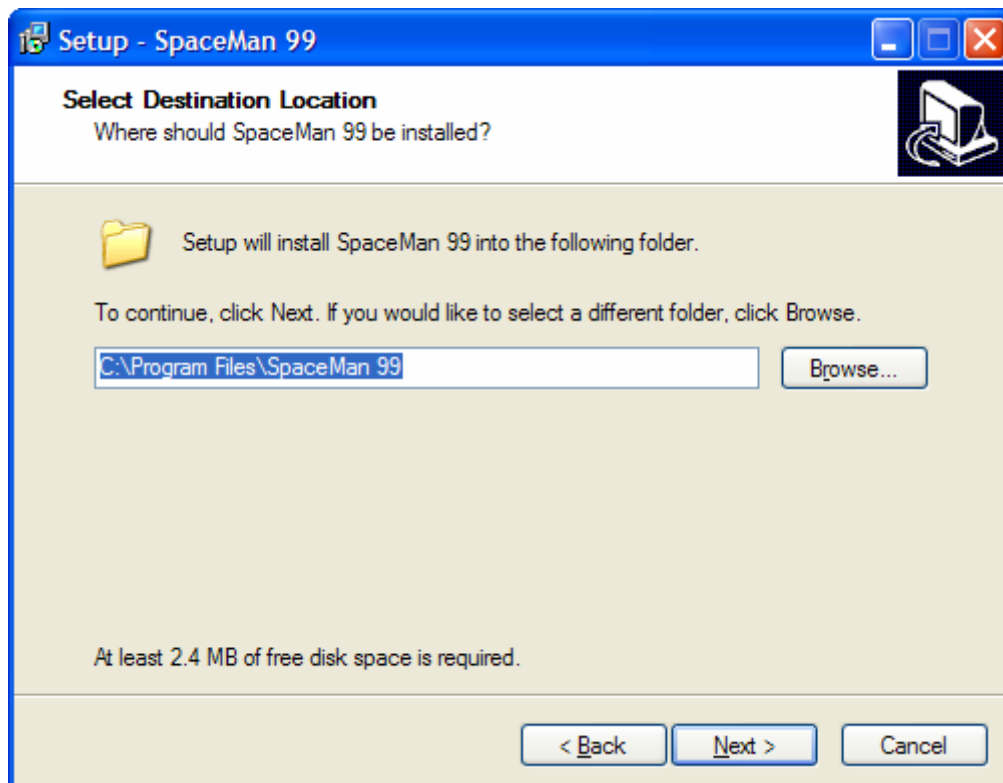 Setup - SpaceMan 99
Select Destination Location
Where should SpaceMan 99 be installed?
Setup will install SpaceMan 99 into the following folder.
To continue, click Next. If you would like to select a different folder, click Browse.
C:\Program Files\SpaceMan 99
Browse...
At least 2.4 MB of free disk space is required.
< Back
Next >
Cancel